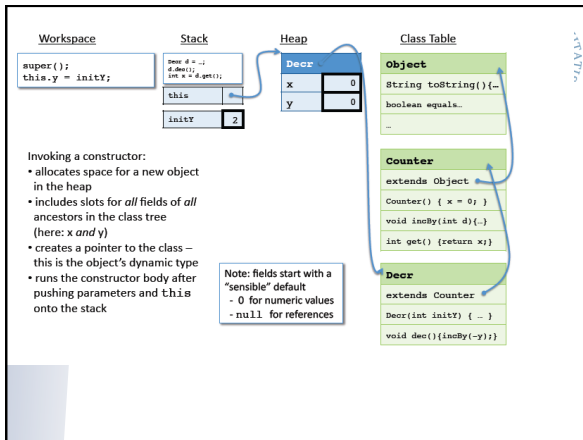 Workspace
Stack
Heap
Class Table
super();
this.y = initY;
Decr d = …;
d.dec();
int x = d.get();
this
initY 2
Decr
x 0
y 0
Object
String toString(){…
boolean equals…
…
Counter
extends Object
Counter() { x = 0; }
void incBy(int d){…}
int get() {return x;}
Decr
extends Counter
Decr(int initY) { … }
void dec(){incBy(-y);}
Invoking a constructor:
• allocates space for a new object
in the heap
• includes slots for all fields of all
ancestors in the class tree
(here: x and y)
• creates a pointer to the class –
this is the object's dynamic type
• runs the constructor body after
pushing parameters and this
onto the stack
Note: fields start with a
"sensible" default
- 0 for numeric values
- null for references